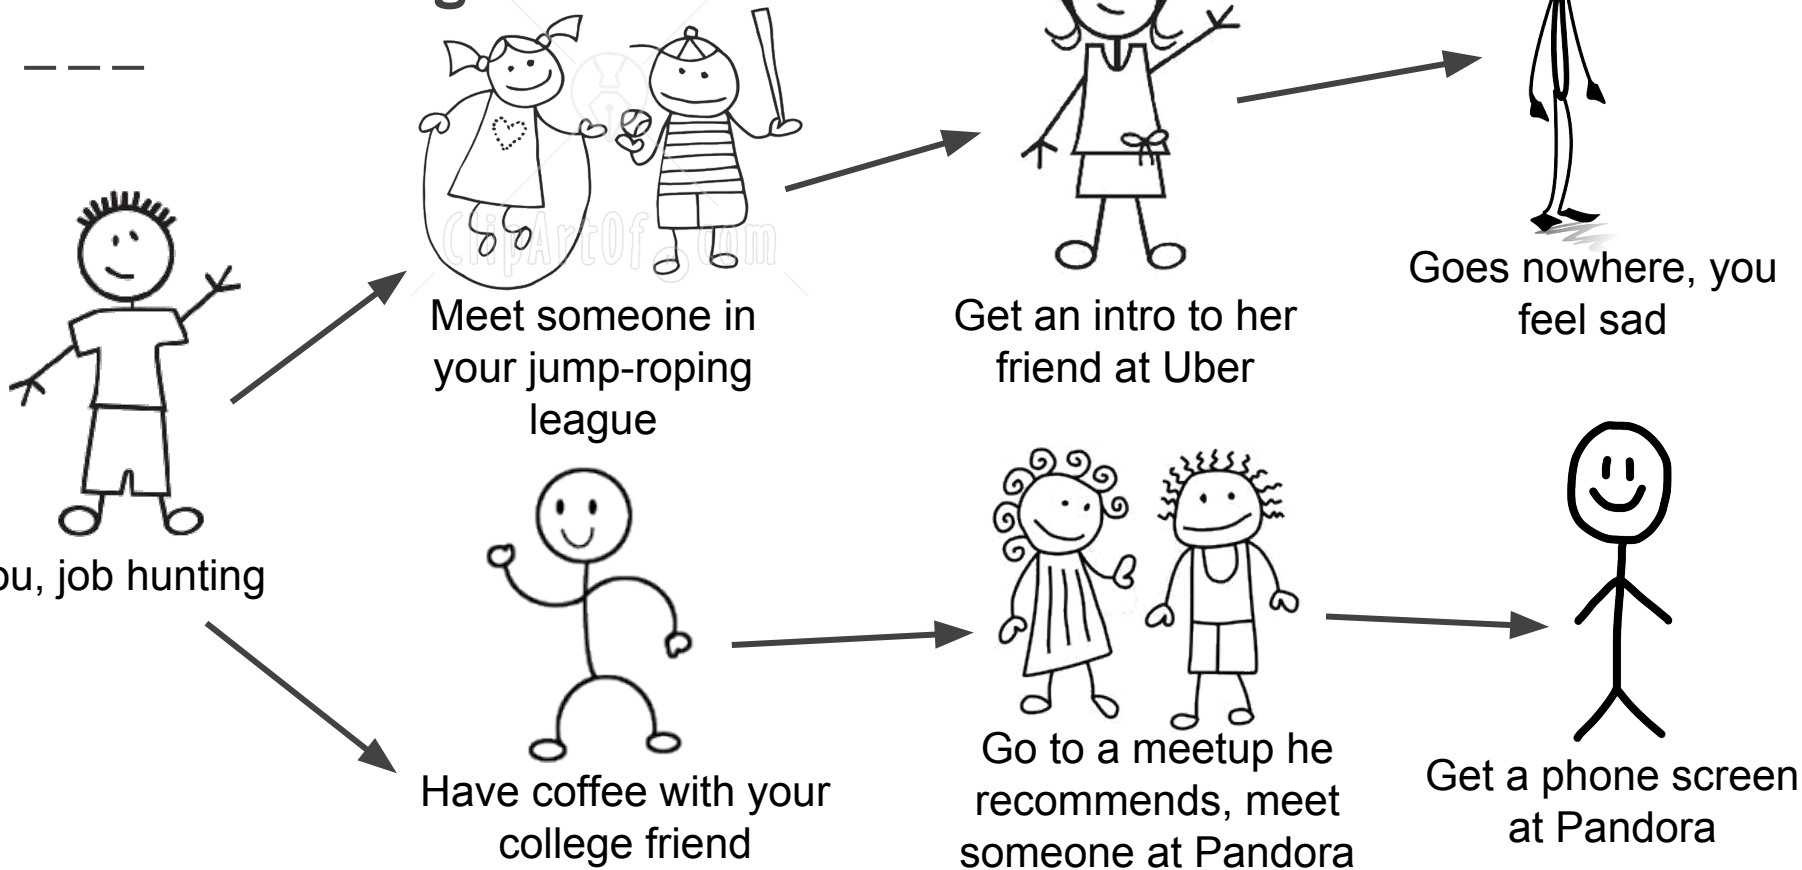 g
ou, job hunting
ClipArtOf.com
Meet someone in
your jump-roping
league
Get an intro to her
friend at Uber
Goes nowhere, you
feel sad
Have coffee with your
college friend
Go to a meetup he
recommends, meet
someone at Pandora
Get a phone screen
at Pandora